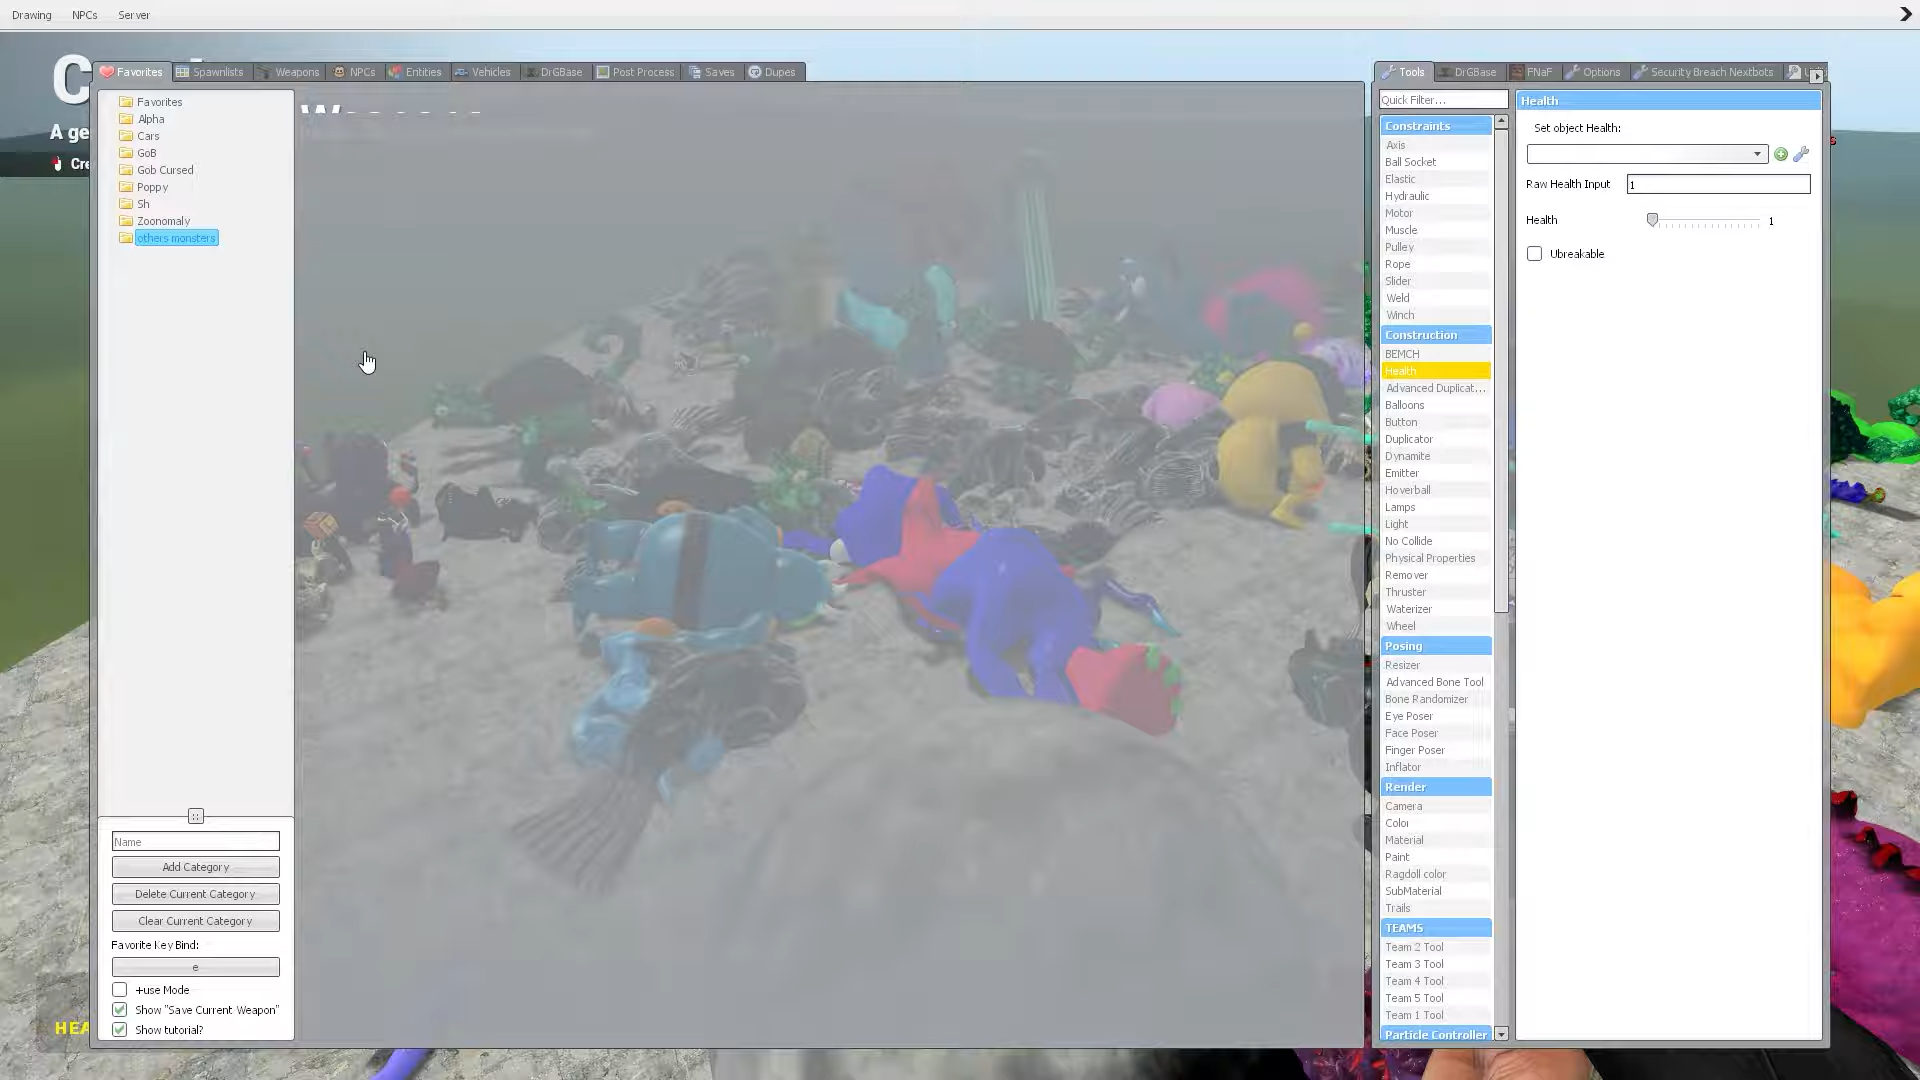 Drawing NPCs Server
C
A ge
Cre
HEA
Favorites Spawnlists Weapons NPCs Entities Vehicles DrGBase Post Process Saves Dupes
Favorites
Alpha
Cars
GoB
Gob Cursed
Poppy
Sh
Zoonomaly
others monsters
Name
Add Category
Delete Current Category
Clear Current Category
Favorite Key Bind:
e
+use Mode
Show "Save Current Weapon"
Show tutorial?
Tools DrGBase FNaF Options Security Breach Nextbots
Quick Filter...
Constraints
Axis
Ball Socket
Elastic
Hydraulic
Motor
Muscle
Pulley
Rope
Slider
Weld
Winch
Construction
BEMCH
Health
Advanced Duplicat...
Balloons
Button
Duplicator
Dynamite
Emitter
Hoverball
Lamps
Light
No Collide
Physical Properties
Remover
Thruster
Waterizer
Wheel
Posing
Resizer
Advanced Bone Tool
Bone Randomizer
Eye Poser
Face Poser
Finger Poser
Inflator
Render
Camera
Color
Material
Paint
Ragdoll color
SubMaterial
Trails
TEAMS
Team 2 Tool
Team 3 Tool
Team 4 Tool
Team 5 Tool
Team 1 Tool
Particle Controller
Health
Set object Health:
Raw Health Input 1
Health 1
Ubreakable